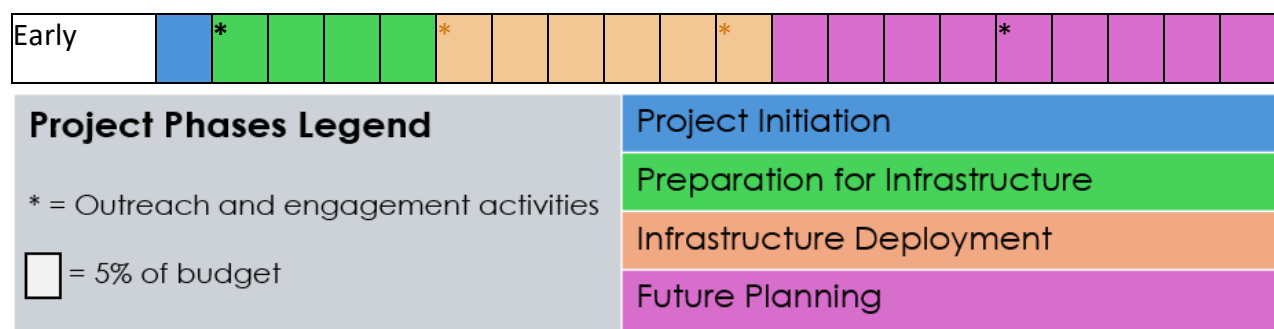 Early * * * *
Project Phases Legend
* = Outreach and engagement activities
= 5% of budget
Project Initiation
Preparation for Infrastructure
Infrastructure Deployment
Future Planning